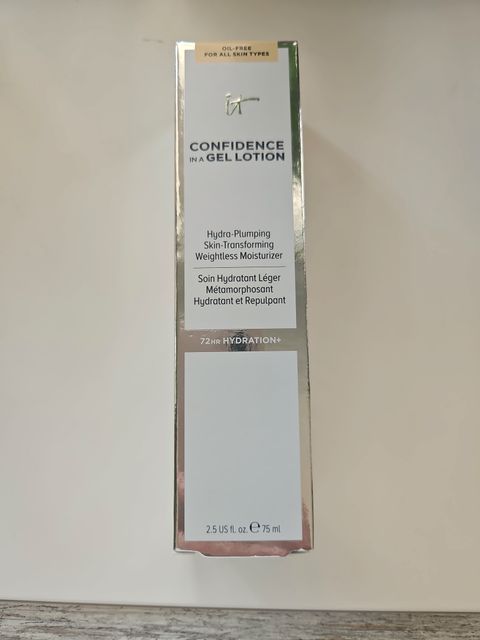 OIL-FREE
FOR ALL SKIN TYPES
it
CONFIDENCE
IN A GEL LOTION
Hydra-Plumping
Skin-Transforming
Weightless Moisturizer
Soin Hydratant Léger
Métamorphosant
Hydratant et Repulpant
72HR HYDRATION+
2.5 US fl. oz. ℮ 75 ml